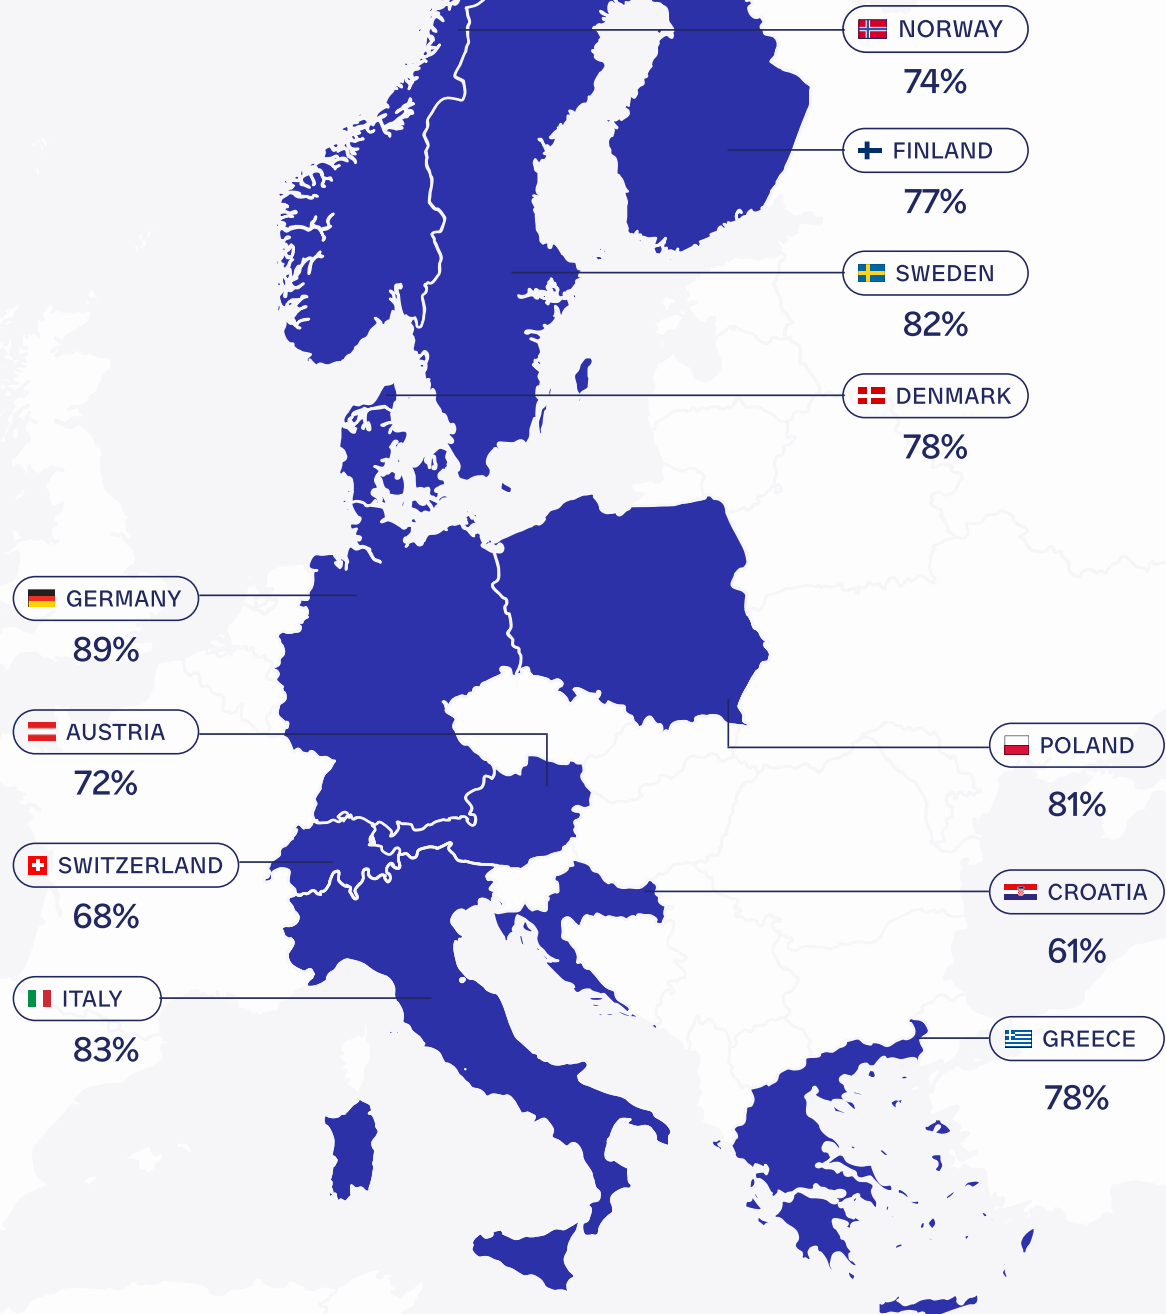 NORWAY
74%
FINLAND
77%
SWEDEN
82%
DENMARK
78%
GERMANY
89%
AUSTRIA
72%
SWITZERLAND
68%
ITALY
83%
POLAND
81%
CROATIA
61%
GREECE
78%